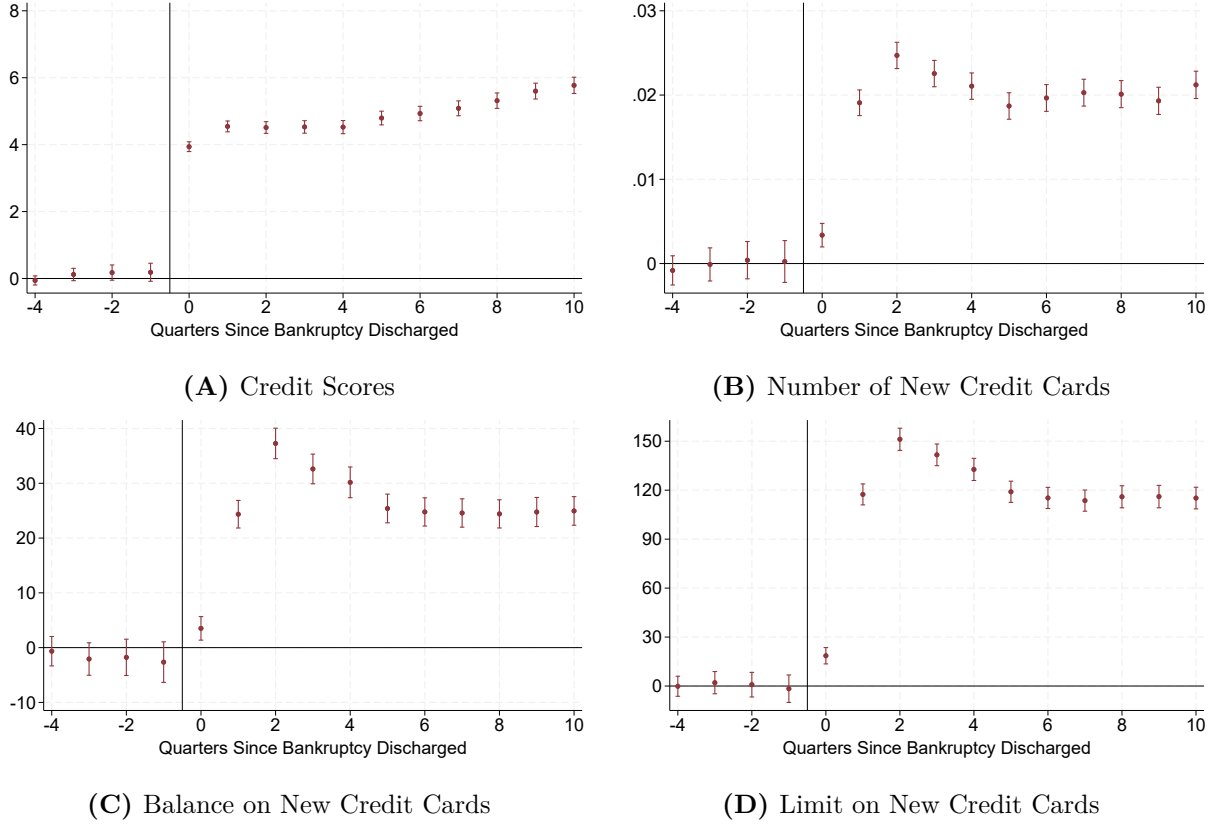 8
6
4
2
0
-4 -2 0 2 4 6 8 10
Quarters Since Bankruptcy Discharged
(A) Credit Scores
.03
.02
.01
0
-4 -2 0 2 4 6 8 10
Quarters Since Bankruptcy Discharged
(B) Number of New Credit Cards
40
30
20
10
0
-10
-4 -2 0 2 4 6 8 10
Quarters Since Bankruptcy Discharged
(C) Balance on New Credit Cards
150
120
90
60
30
0
-4 -2 0 2 4 6 8 10
Quarters Since Bankruptcy Discharged
(D) Limit on New Credit Cards